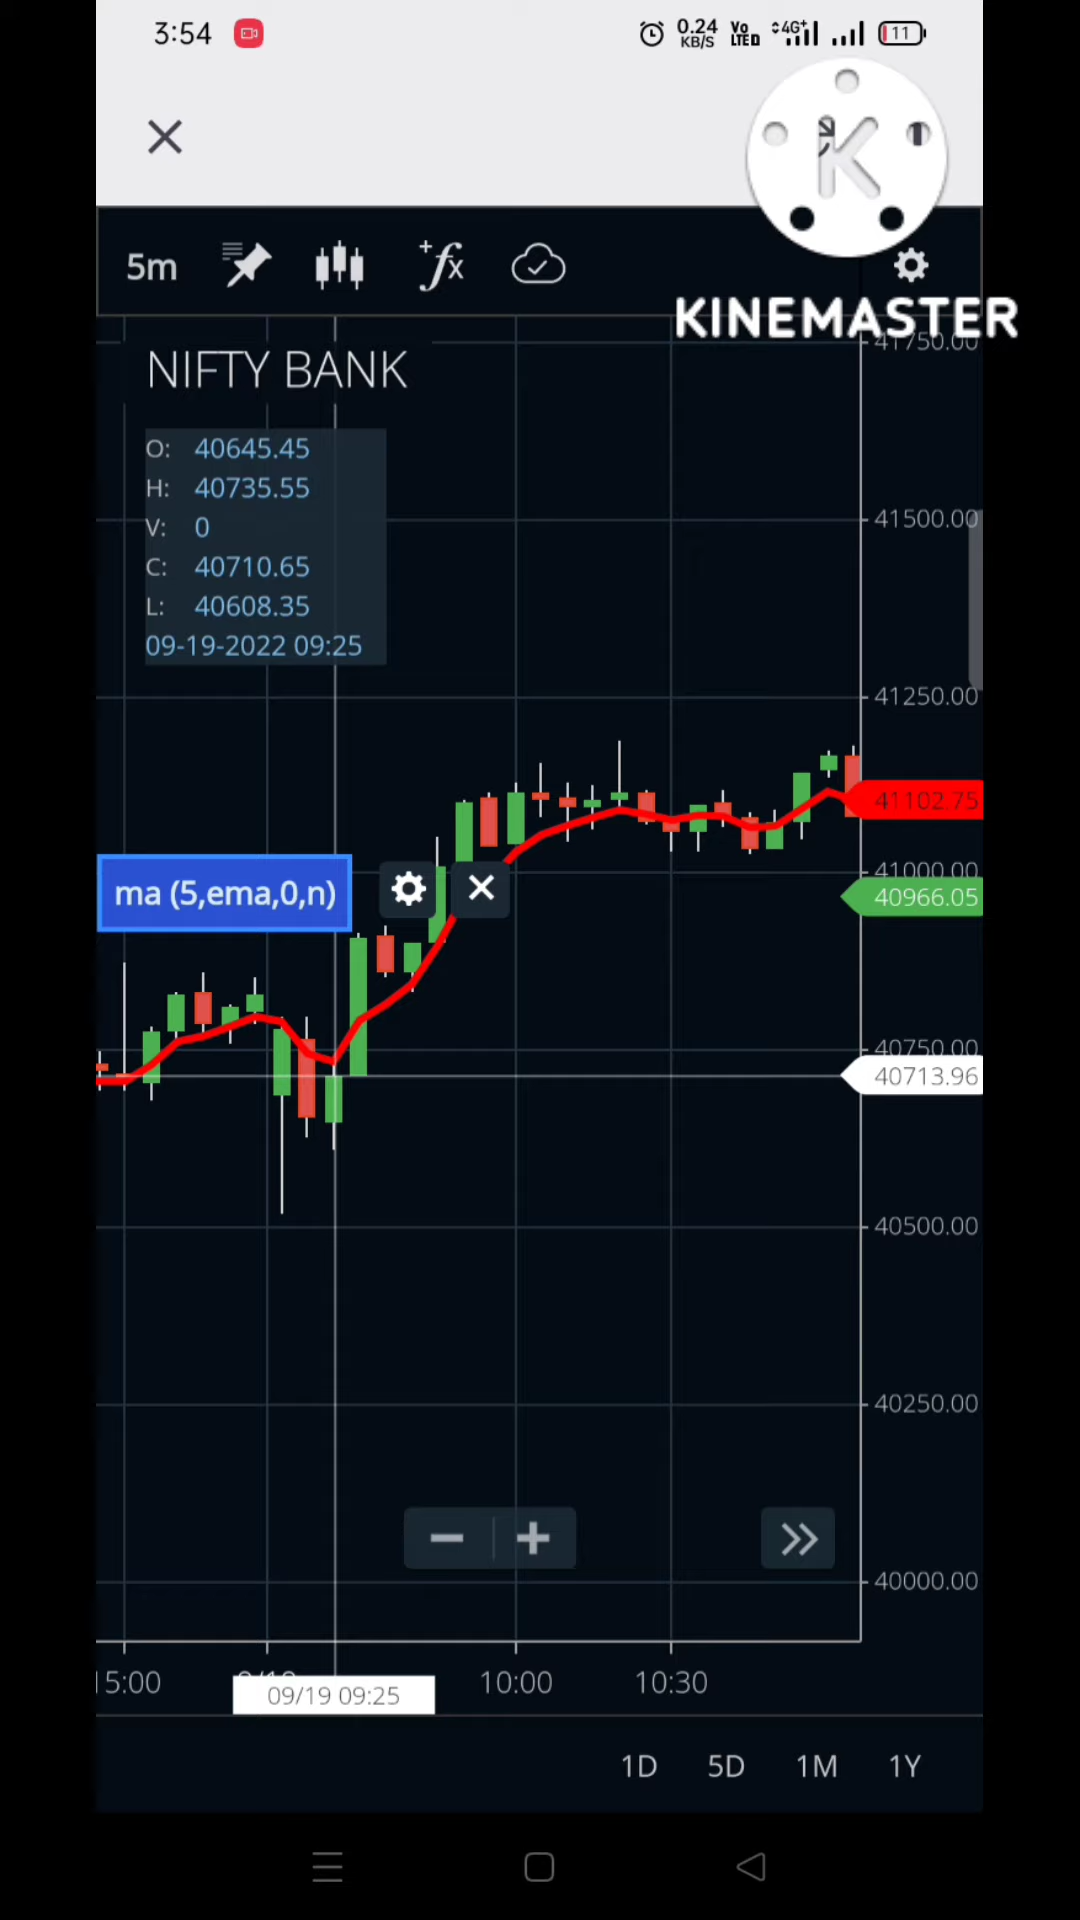 3:54
0.24
KB/S
Vo
LTE
4G+
11
K
KINEMASTER
5m
+fx
NIFTY BANK
O: 40645.45
H: 40735.55
V: 0
C: 40710.65
L: 40608.35
09-19-2022 09:25
ma (5,ema,0,n)
41750.00
41500.00
41250.00
41102.75
41000.00
40966.05
40750.00
40713.96
40500.00
40250.00
40000.00
15:00
09/19 09:25
10:00
10:30
1D 5D 1M 1Y